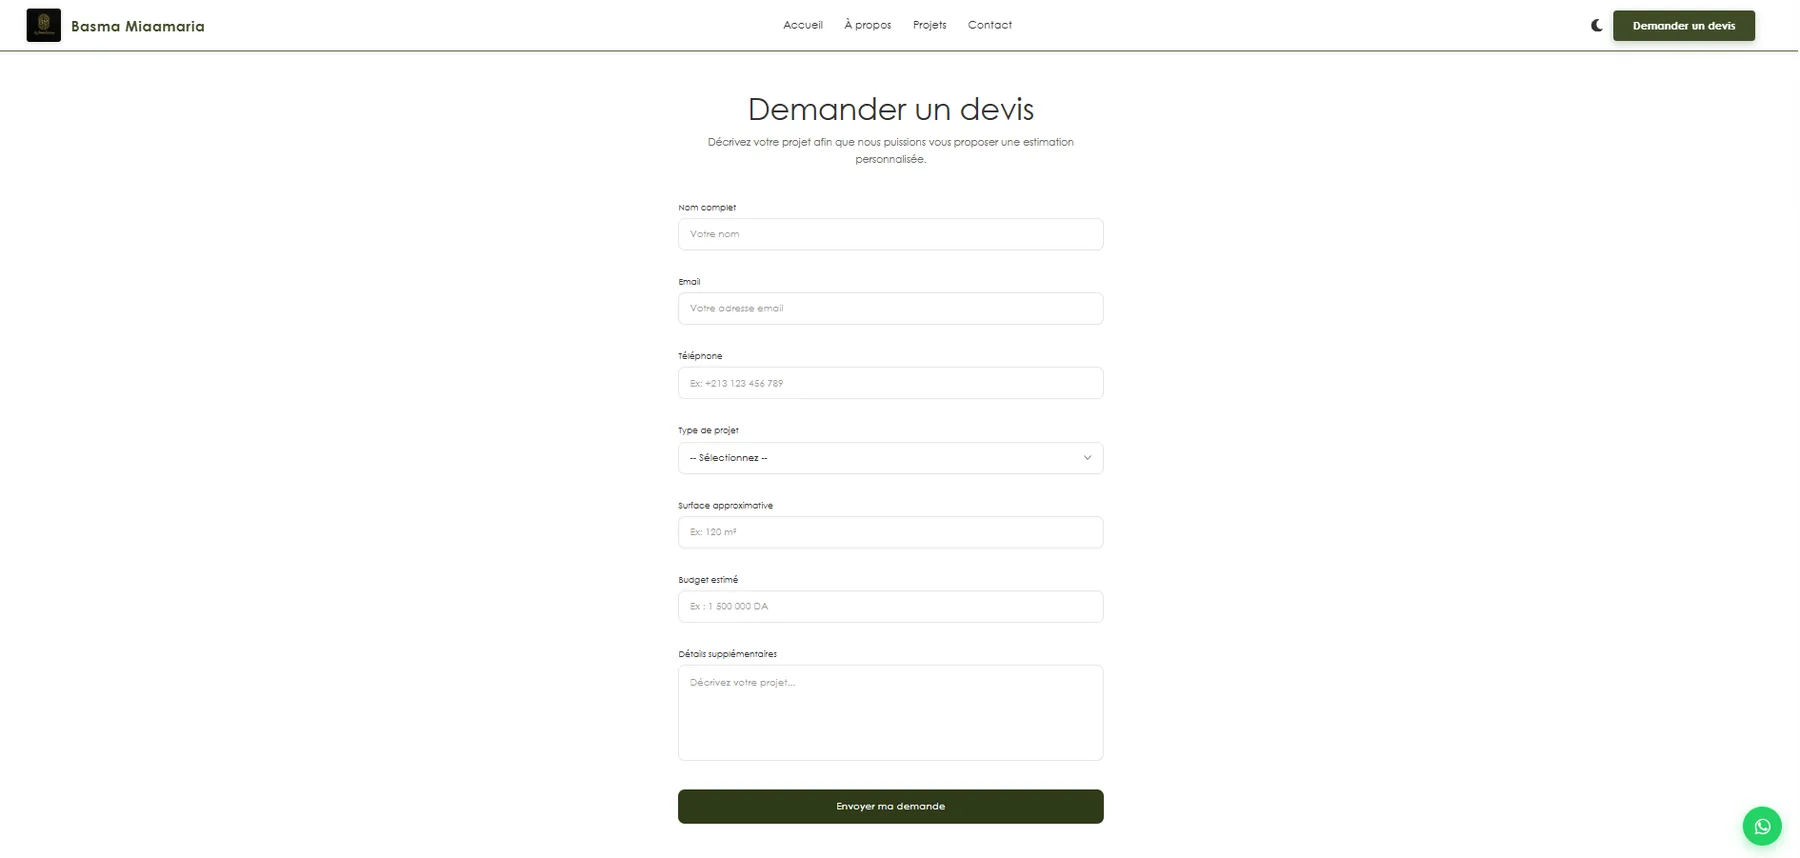 Basma Miaamaria
Accueil
À propos
Projets
Contact
Demander un devis
Demander un devis
Décrivez votre projet afin que nous puissions vous proposer une estimation
personnalisée.
Nom complet
Votre nom
Email
Votre adresse email
Téléphone
Ex: +213 123 456 789
Type de projet
-- Sélectionnez --
Surface approximative
Ex: 120 m²
Budget estimé
Ex : 1 500 000 DA
Détails supplémentaires
Décrivez votre projet...
Envoyer ma demande